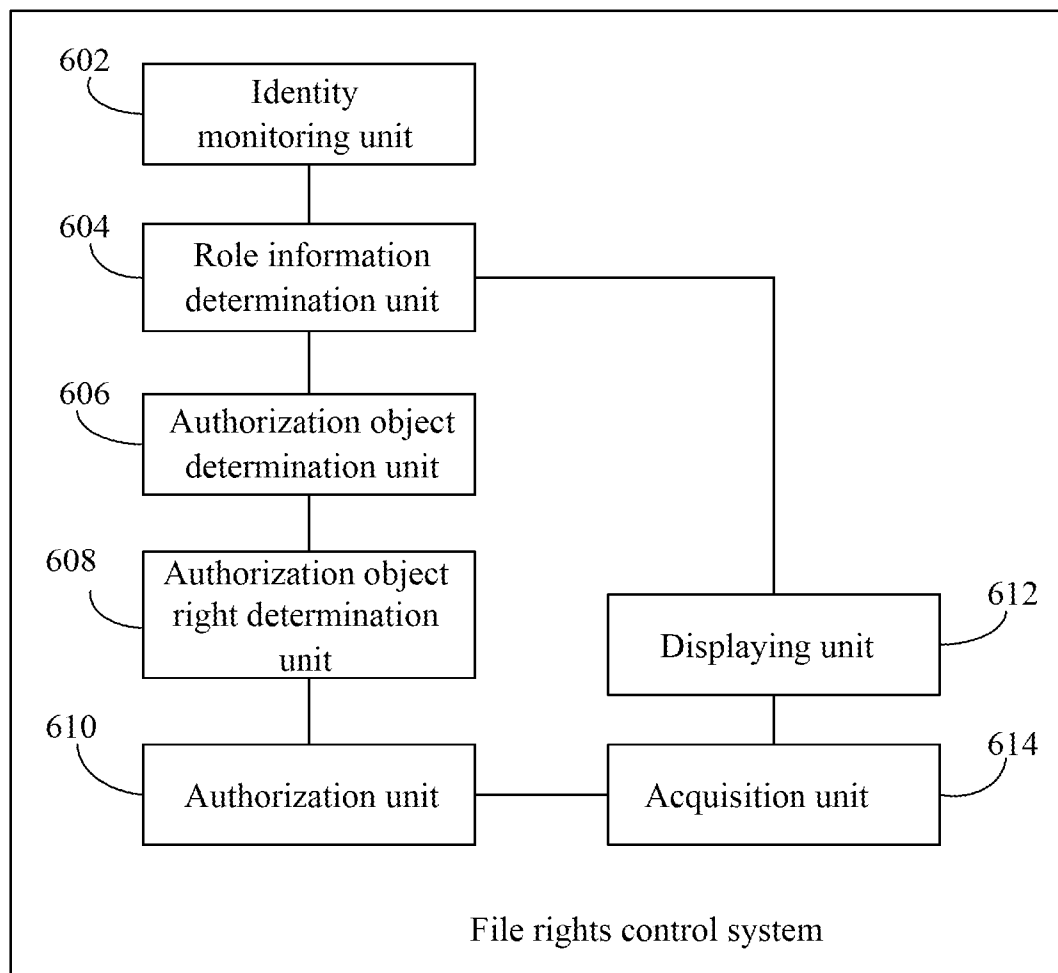 602
Identity
monitoring unit
604
Role information
determination unit
606
Authorization object
determination unit
608
Authorization object
right determination
unit
612
Displaying unit
610
Authorization unit
614
Acquisition unit
File rights control system